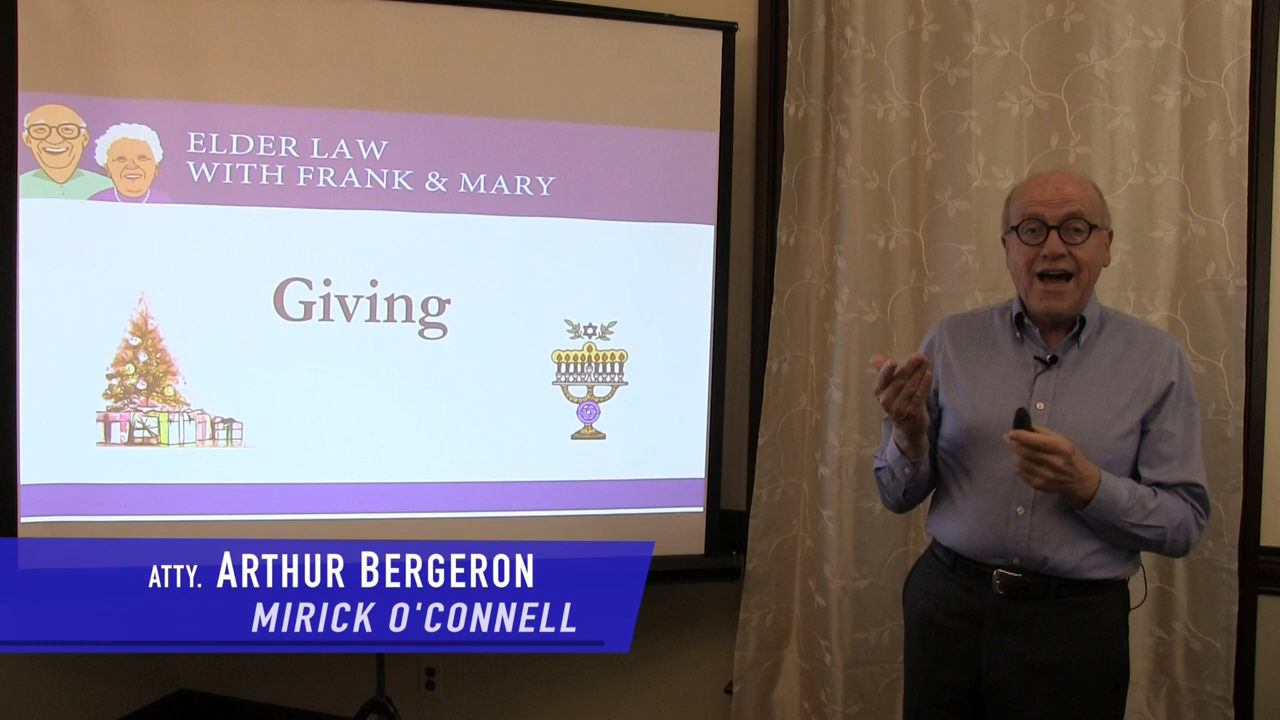 ELDER LAW
WITH FRANK & MARY
Giving
ATTY. ARTHUR BERGERON
MIRICK O'CONNELL